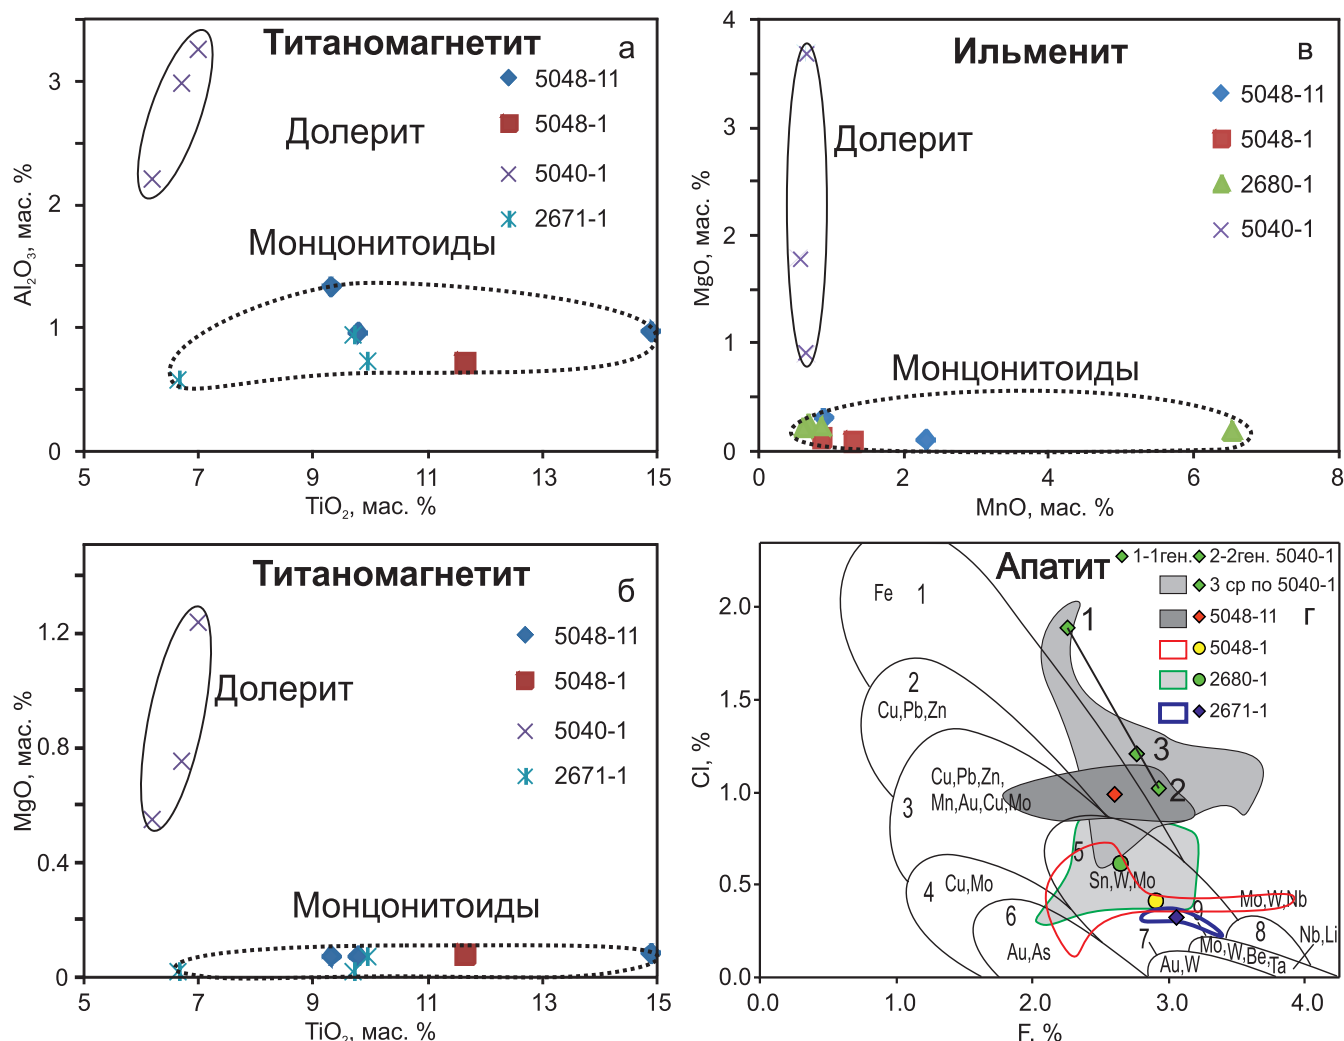 Титаномагнетит
а
5048-11
5048-1
5040-1
2671-1
Долерит
Монцонитоиды
Al₂O₃, мас. %
3
2
1
0
5
7
9
11
13
15
TiO₂, мас. %
Ильменит
в
5048-11
5048-1
2680-1
5040-1
Долерит
Монцонитоиды
MgO, мас. %
4
3
2
1
0
0
2
4
6
8
MnO, мас. %
Титаномагнетит
б
5048-11
5048-1
5040-1
2671-1
Долерит
Монцонитоиды
MgO, мас. %
1.2
0.8
0.4
0
5
7
9
11
13
15
TiO₂, мас. %
Апатит
1-1ген. 2-2ген. 5040-1
3 ср по 5040-1
5048-11
г
5048-1
2680-1
2671-1
Fe 1
2
Cu,Pb,Zn
Cu,Pb,Zn,
Mn,Au,Cu,Mo
3
4
Cu,Mo
5
Sn,W,Mo
6
Au,As
7
Au,W
8
9
Mo,W,Nb
Mo,W,Be,Ta
Nb,Li
1
3
2
Cl, %
2.0
1.5
1.0
0.5
0.0
0.0
1.0
2.0
3.0
4.0
F, %